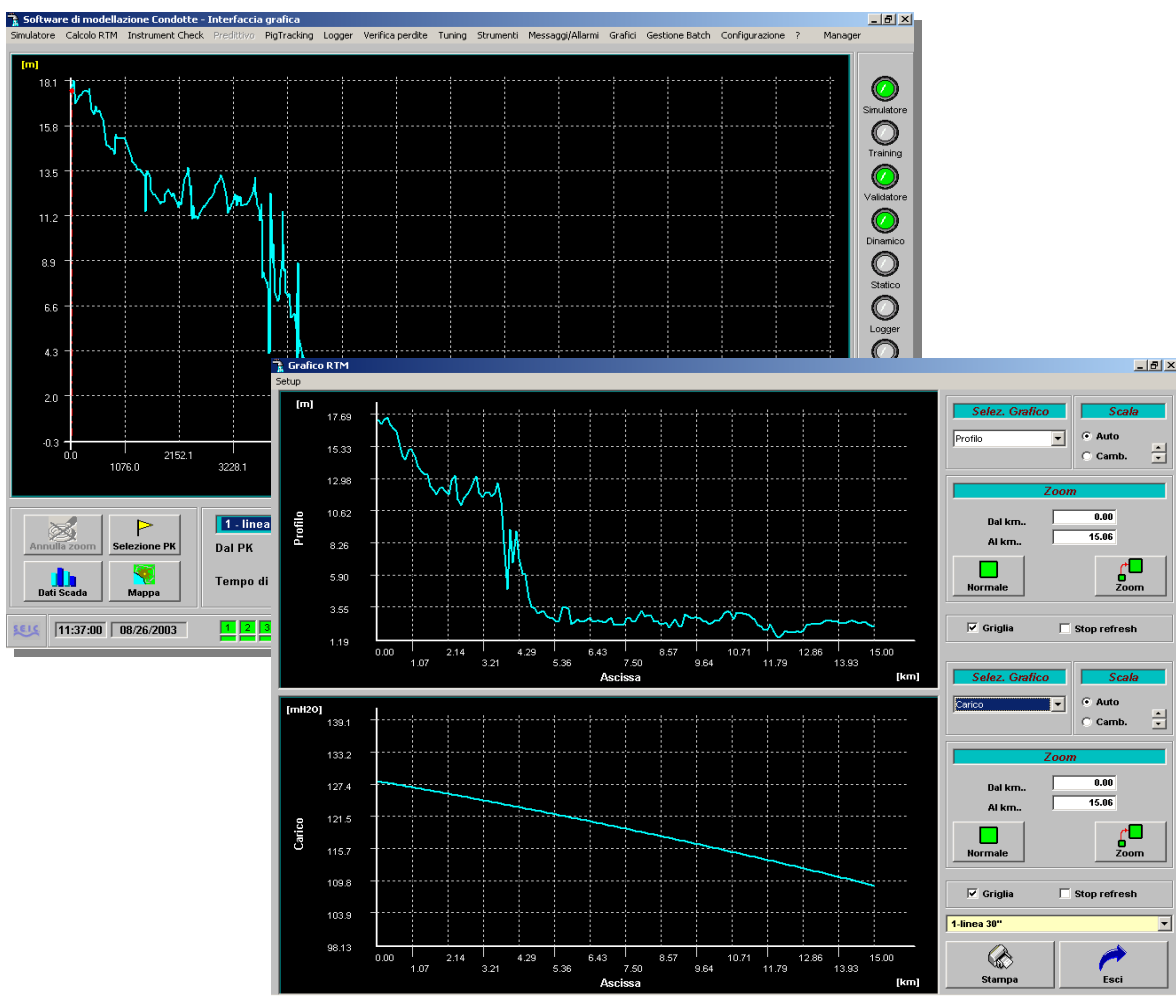 Software di modellazione Condotte - Interfaccia grafica
Simulatore Calcolo RTM Instrument Check Predittivo PigTracking Logger Verifica perdite Tuning Strumenti Messaggi/Allarmi Grafici Gestione Batch Configurazione ? Manager
[m]
18.1
15.8
13.5
11.2
8.9
6.6
4.3
2.0
-0.3
0.0 1076.0 2152.1 3228.1
Simulatore
Training
Validatore
Dinamico
Statico
Logger
Annulla zoom
Selezione PK
Dati Scada
Mappa
1 - linea
Dal PK
Tempo di
SEIC
11:37:00 08/26/2003
1 2 3
Grafico RTM
Setup
[m]
17.69
15.33
12.98
10.62
8.26
5.90
3.55
1.19
Profilo
0.00 1.07 2.14 3.21 4.29 5.36 6.43 7.50 8.57 9.64 10.71 11.79 12.86 13.93 15.00
Ascissa [km]
Selez. Grafico
Profilo
Scala
Auto
Camb.
Zoom
Dal km.. 0.00
Al km.. 15.06
Normale
Zoom
Griglia Stop refresh
[mH2O]
139.1
133.2
127.4
121.5
115.7
109.8
103.9
98.13
Carico
0.00 1.07 2.14 3.21 4.29 5.36 6.43 7.50 8.57 9.64 10.71 11.79 12.86 13.93 15.00
Ascissa [km]
Selez. Grafico
Carico
Scala
Auto
Camb.
Zoom
Dal km.. 0.00
Al km.. 15.06
Normale
Zoom
Griglia Stop refresh
1-linea 30"
Stampa
Esci